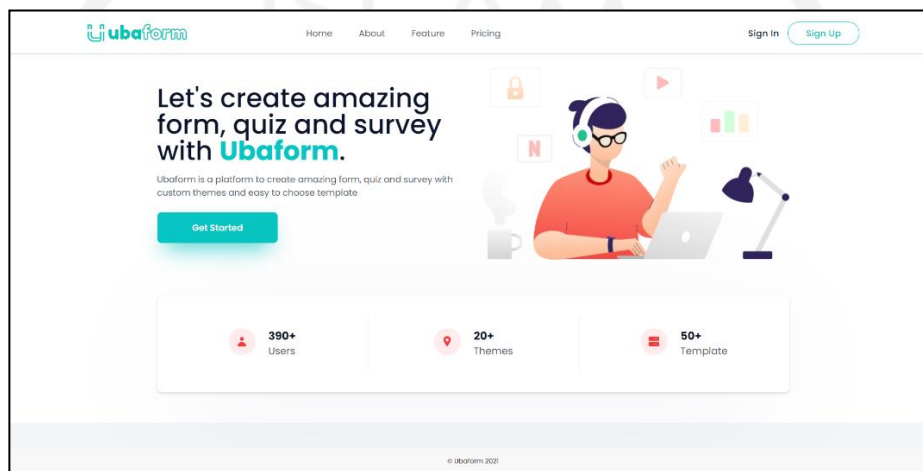 ubaform
Home About Feature Pricing
Sign In Sign Up
Let's create amazing
form, quiz and survey
with Ubaform.
Ubaform is a platform to create amazing form, quiz and survey with
custom themes and easy to choose template
Get Started
N
390+
Users
20+
Themes
50+
Template
© Ubaform 2021